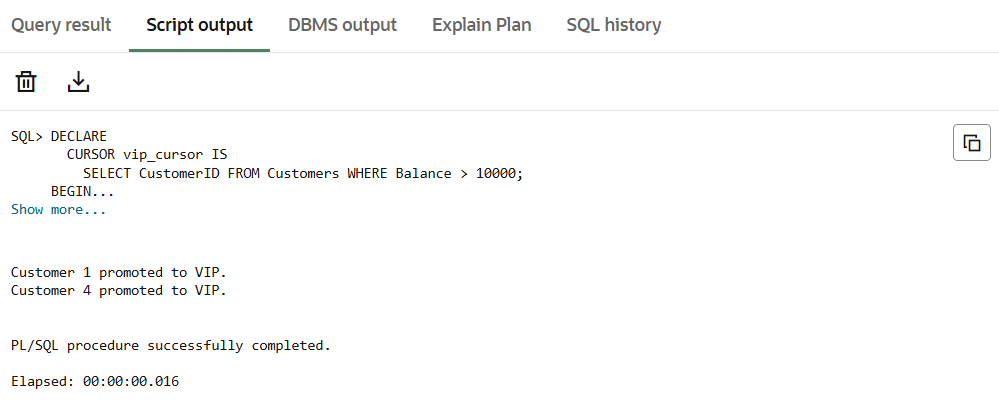 Query result Script output DBMS output Explain Plan SQL history
SQL> DECLARE
CURSOR vip_cursor IS
SELECT CustomerID FROM Customers WHERE Balance > 10000;
BEGIN...
Show more...
Customer 1 promoted to VIP.
Customer 4 promoted to VIP.
PL/SQL procedure successfully completed.
Elapsed: 00:00:00.016